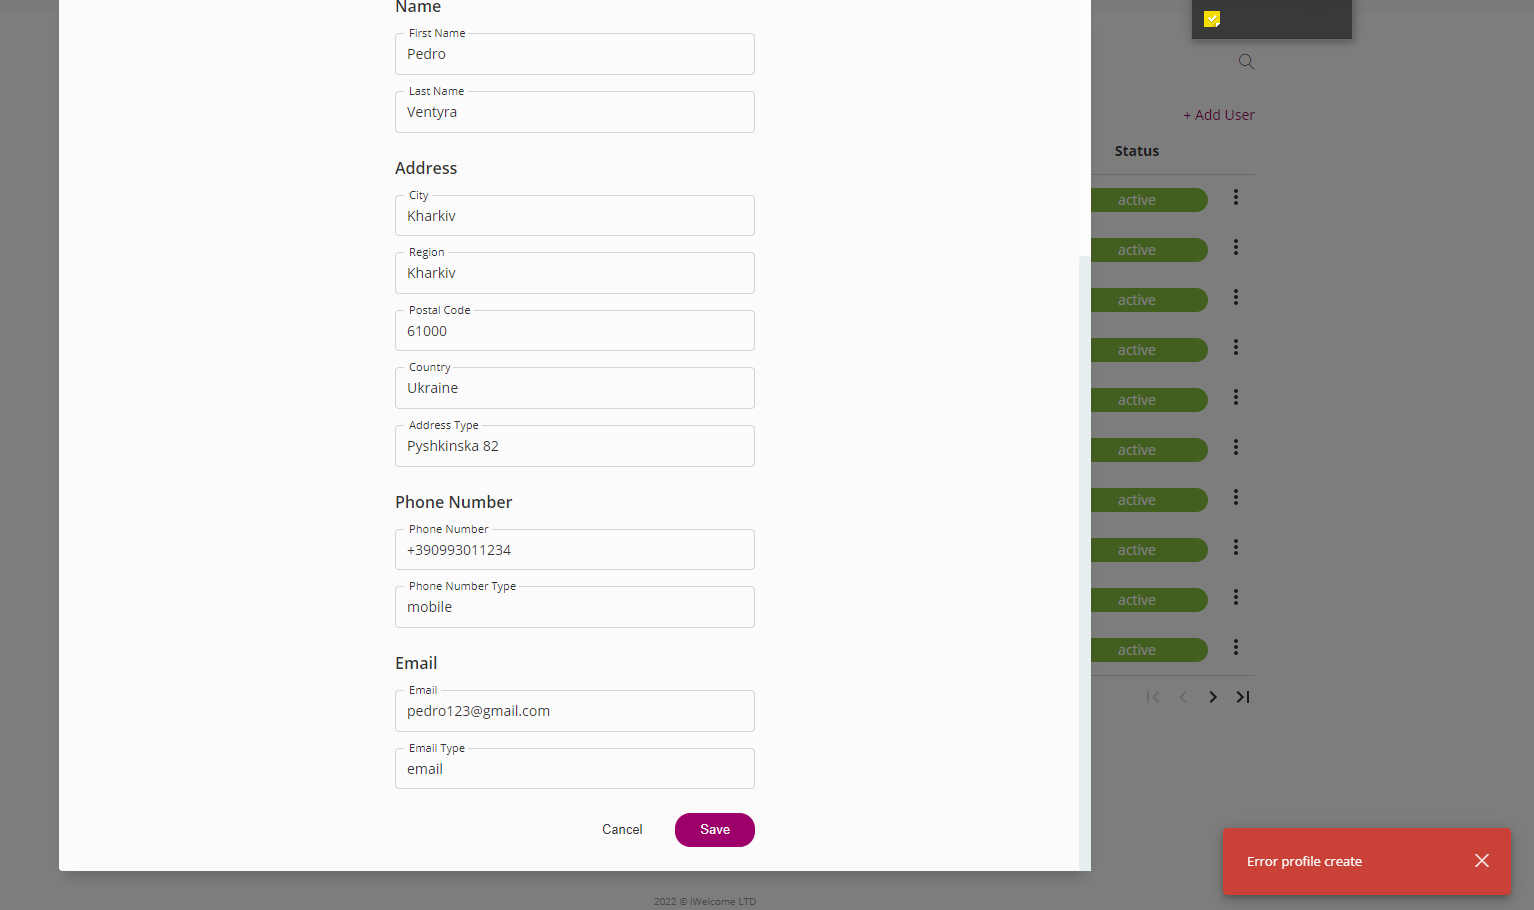 Name
First Name
Pedro
Last Name
Ventyra
Address
City
Kharkiv
Region
Kharkiv
Postal Code
61000
Country
Ukraine
Address Type
Pyshkinska 82
Phone Number
Phone Number
+390993011234
Phone Number Type
mobile
Email
Email
pedro123@gmail.com
Email Type
email
Cancel Save
+ Add User
Status
active
active
active
active
active
active
active
active
active
active
Error profile create
2022 © iWelcome LTD